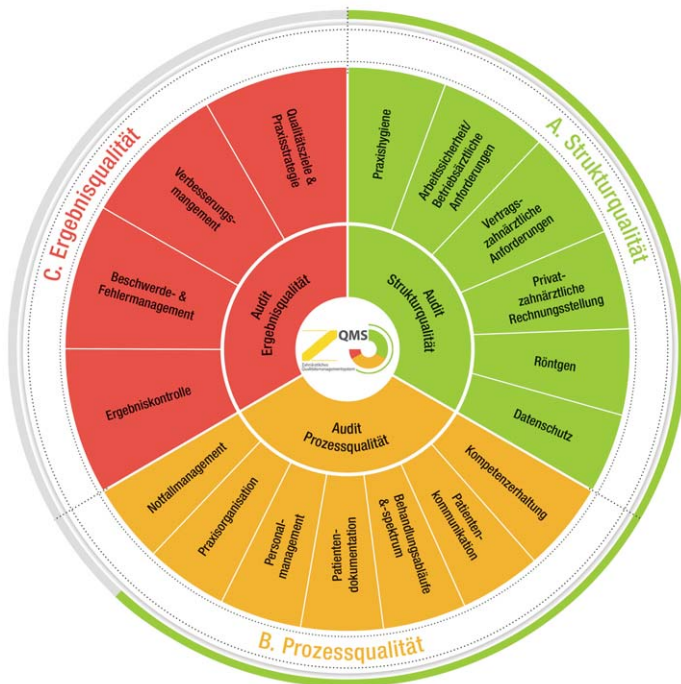 A. Strukturqualität
Praxishygiene
Arbeitssicherheit/
Betriebsärztliche
Anforderungen
Vertrags-
zahnärztliche
Anforderungen
Privat-
zahnärztliche
Rechnungsstellung
Röntgen
Datenschutz
Audit
Strukturqualität
B. Prozessqualität
Kompetenzerhaltung
Patienten-
kommunikation
Behandlungsabläufe
&-spektrum
Patienten-
dokumentation
Personal-
management
Praxisorganisation
Notfallmanagement
Audit
Prozessqualität
C. Ergebnisqualität
Ergebniskontrolle
Beschwerde- &
Fehlermanagement
Verbesserungs-
mangement
Qualitätsziele &
Praxisstrategie
Audit
Ergebnisqualität
QMS